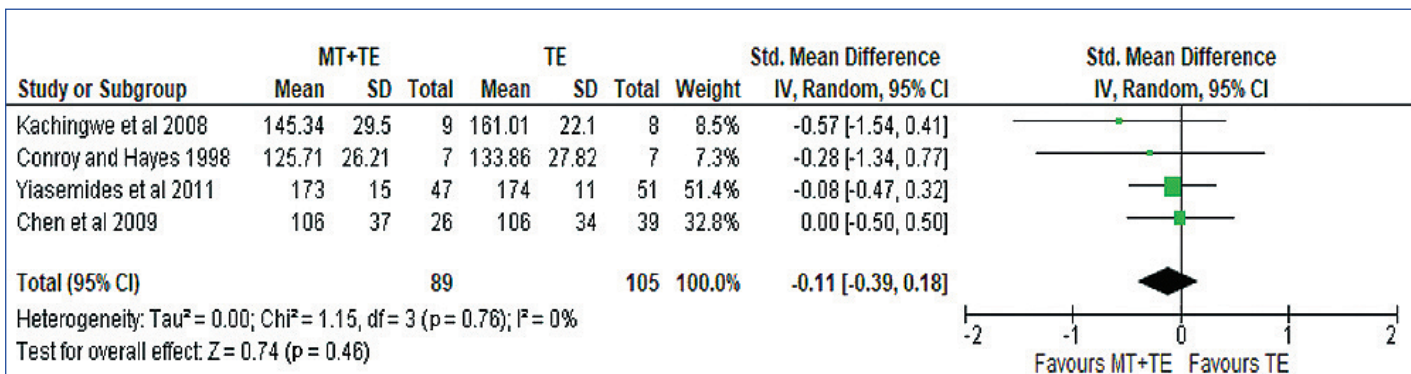 MT+TE TE Std. Mean Difference Std. Mean Difference
Study or Subgroup Mean SD Total Mean SD Total Weight IV, Random, 95% CI IV, Random, 95% CI
Kachingwe et al 2008 145.34 29.5 9 161.01 22.1 8 8.5% -0.57 [-1.54, 0.41]
Conroy and Hayes 1998 125.71 26.21 7 133.86 27.82 7 7.3% -0.28 [-1.34, 0.77]
Yiasemides et al 2011 173 15 47 174 11 51 51.4% -0.08 [-0.47, 0.32]
Chen et al 2009 106 37 26 106 34 39 32.8% 0.00 [-0.50, 0.50]
Total (95% CI) 89 105 100.0% -0.11 [-0.39, 0.18]
Heterogeneity: Tau² = 0.00; Chi² = 1.15, df = 3 (p = 0.76); I² = 0%
Test for overall effect: Z = 0.74 (p = 0.46)
-2 -1 0 1 2
Favours MT+TE Favours TE